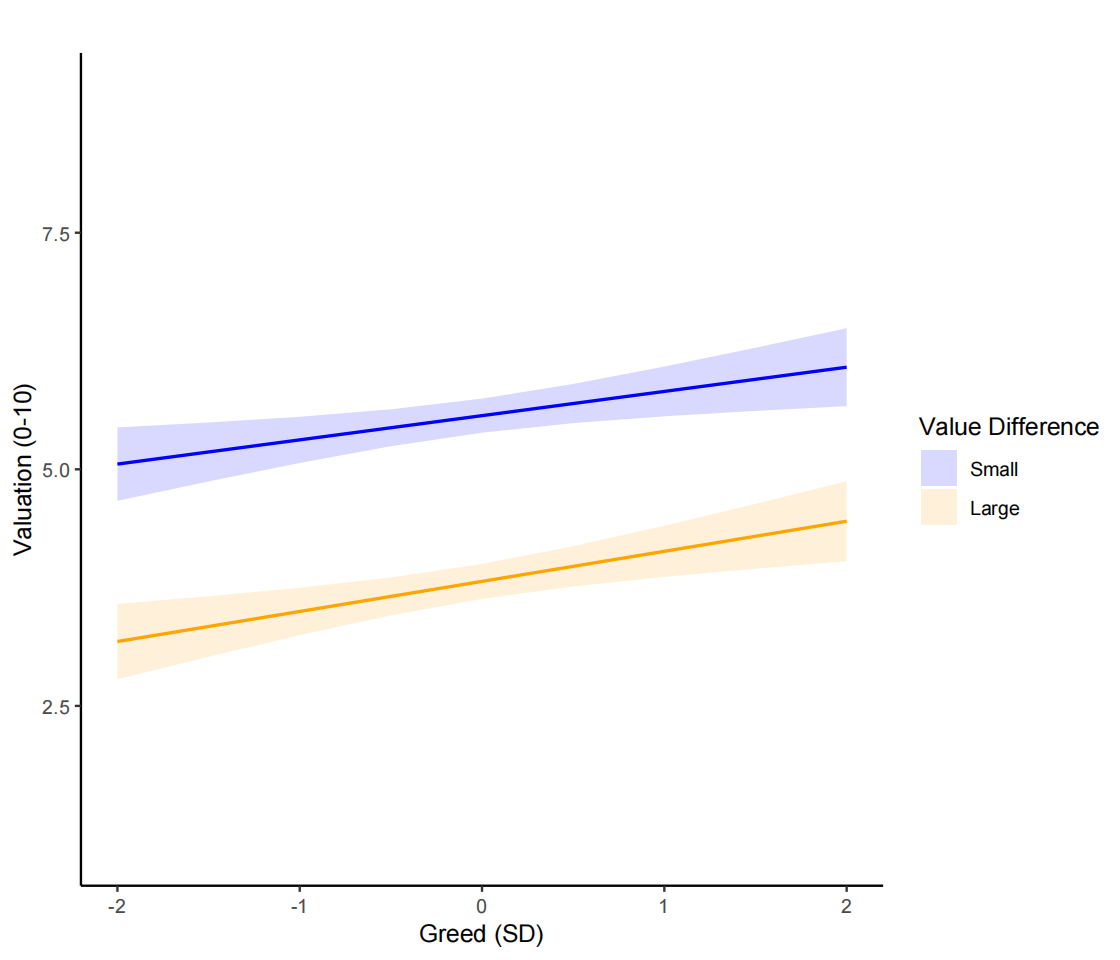 7.5
5.0
2.5
Valuation (0-10)
-2
-1
0
1
2
Greed (SD)
Value Difference
Small
Large